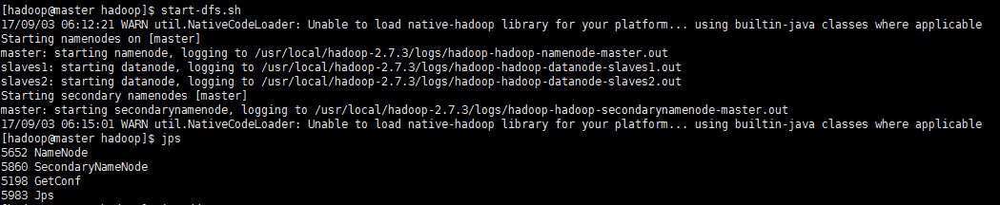 [hadoop@master hadoop]$ start-dfs.sh
17/09/03 06:12:21 WARN util.NativeCodeLoader: Unable to load native-hadoop library for your platform... using builtin-java classes where applicable
Starting namenodes on [master]
master: starting namenode, logging to /usr/local/hadoop-2.7.3/logs/hadoop-hadoop-namenode-master.out
slaves1: starting datanode, logging to /usr/local/hadoop-2.7.3/logs/hadoop-hadoop-datanode-slaves1.out
slaves2: starting datanode, logging to /usr/local/hadoop-2.7.3/logs/hadoop-hadoop-datanode-slaves2.out
Starting secondary namenodes [master]
master: starting secondarynamenode, logging to /usr/local/hadoop-2.7.3/logs/hadoop-hadoop-secondarynamenode-master.out
17/09/03 06:15:01 WARN util.NativeCodeLoader: Unable to load native-hadoop library for your platform... using builtin-java classes where applicable
[hadoop@master hadoop]$ jps
5652 NameNode
5860 SecondaryNameNode
5198 GetConf
5983 Jps